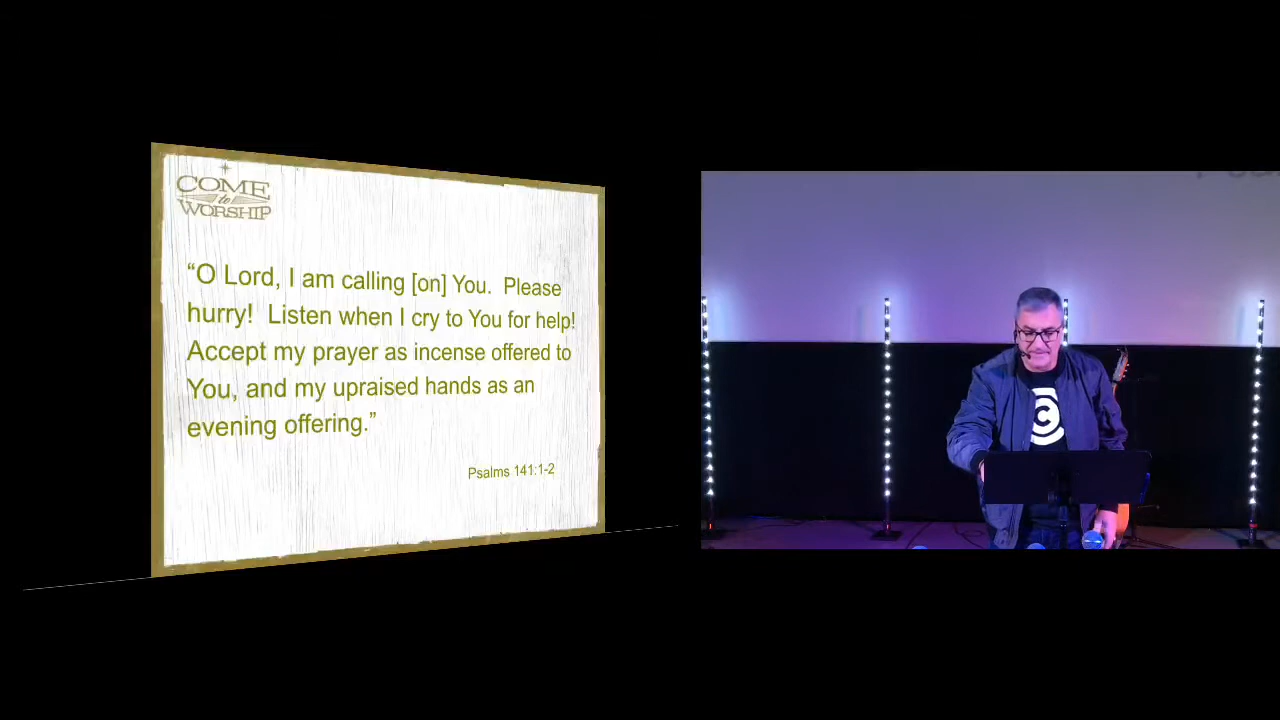 COME
to
WORSHIP
“O Lord, I am calling [on] You.  Please
hurry!  Listen when I cry to You for help!
Accept my prayer as incense offered to
You, and my upraised hands as an
evening offering.”
Psalms 141:1-2